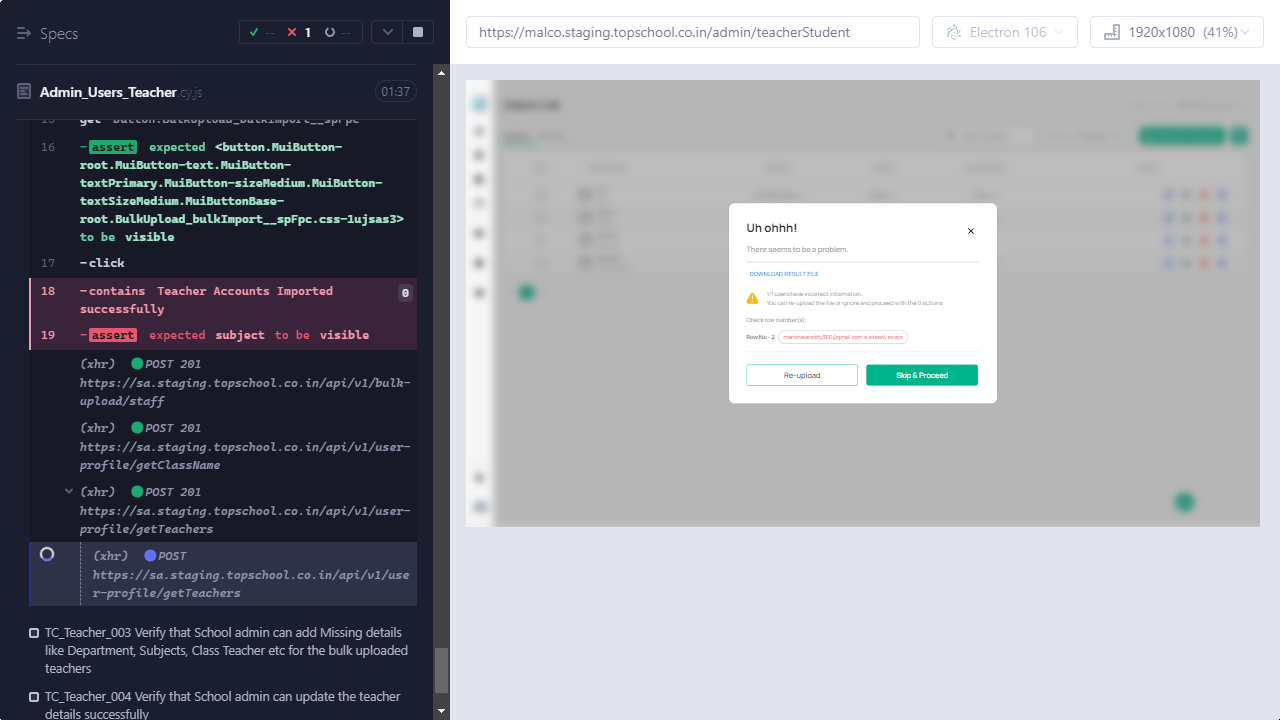 Specs
-- 1 --
https://malco.staging.topschool.co.in/admin/teacherStudent
Electron 106
1920x1080 (41%)
Admin_Users_Teacher.cy.js
01:37
16 -assert expected <button.MuiButton-
root.MuiButton-text.MuiButton-
textPrimary.MuiButton-sizeMedium.MuiButton-
textSizeMedium.MuiButtonBase-
root.BulkUpload_bulkImport__spFpc.css-1ujsas3>
to be visible
17 -click
18 -contains Teacher Accounts Imported 0
successfully
-assert expected subject to be visible
(xhr) POST 201
https://sa.staging.topschool.co.in/api/v1/bulk-
upload/staff
(xhr) POST 201
https://sa.staging.topschool.co.in/api/v1/user-
profile/getClassName
(xhr) POST 201
https://sa.staging.topschool.co.in/api/v1/user-
profile/getTeachers
(xhr) POST
https://sa.staging.topschool.co.in/api/v1/use
r-profile/getTeachers
TC_Teacher_003 Verify that School admin can add Missing details
like Department, Subjects, Class Teacher etc for the bulk uploaded
teachers
TC_Teacher_004 Verify that School admin can update the teacher
details successfully
Uh ohhh!
There seems to be a problem.
DOWNLOAD RESULT FILE
1/1 users have incorrect information.
You can re-upload the file or ignore and proceed with the 0 actions
Check row number(s):
Row No - 2
is already exists
Re-upload
Skip & Proceed